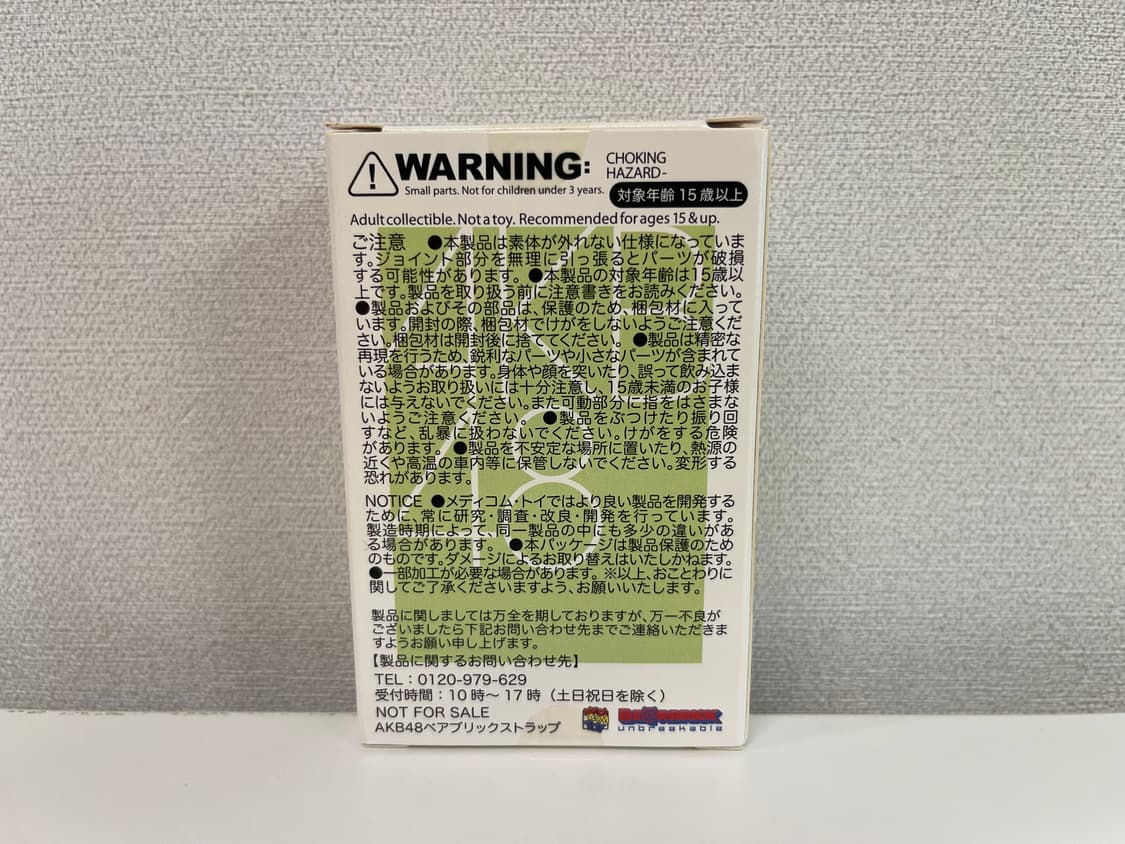 WARNING: CHOKING HAZARD-
Small parts. Not for children under 3 years.
対象年齢 15 歳以上
Adult collectible. Not a toy. Recommended for ages 15 & up.
AKB
48
ご注意 ●本製品は素体が外れない仕様になっていま
す。ジョイント部分を無理に引っ張るとパーツが破損
する可能性があります。 ●本製品の対象年齢は15歳以
上です。製品を取り扱う前に注意書きをお読みください。
●製品およびその部品は、保護のため、梱包材に入って
います。開封の際、梱包材でけがをしないようご注意くだ
さい。梱包材は開封後に捨ててください。 ●製品は精密な
再現を行うため、鋭利なパーツや小さなパーツが含まれて
いる場合があります。身体や顔を突いたり、誤って飲み込ま
ないようお取り扱いには十分注意し、15歳未満のお子様
には与えないでください。また可動部分に指をはさまな
いようご注意ください。 ●製品をぶつけたり振り回
すなど、乱暴に扱わないでください。けがをする危険
があります。 ●製品を不安定な場所に置いたり、熱源の
近くや高温の車内等に保管しないでください。変形する
恐れがあります。
NOTICE ●メディコム・トイではより良い製品を開発する
ために、常に研究・調査・改良・開発を行っています。
製造時期によって、同一製品の中にも多少の違いがあ
る場合があります。 ●本パッケージは製品保護のため
のものです。ダメージによるお取り替えはいたしかねます。
●一部加工が必要な場合があります。※以上、おことわりに
関してご了承くださいますよう、お願いいたします。
製品に関しましては万全を期しておりますが、万一不良が
ございましたら下記お問い合わせ先までご連絡いただきま
すようお願い申し上げます。
【製品に関するお問い合わせ先】
TEL：0120-979-629
受付時間：10 時〜 17 時（土日祝日を除く）
NOT FOR SALE
AKB48ベアブリックストラップ
BE@RBRICK
unbreakable